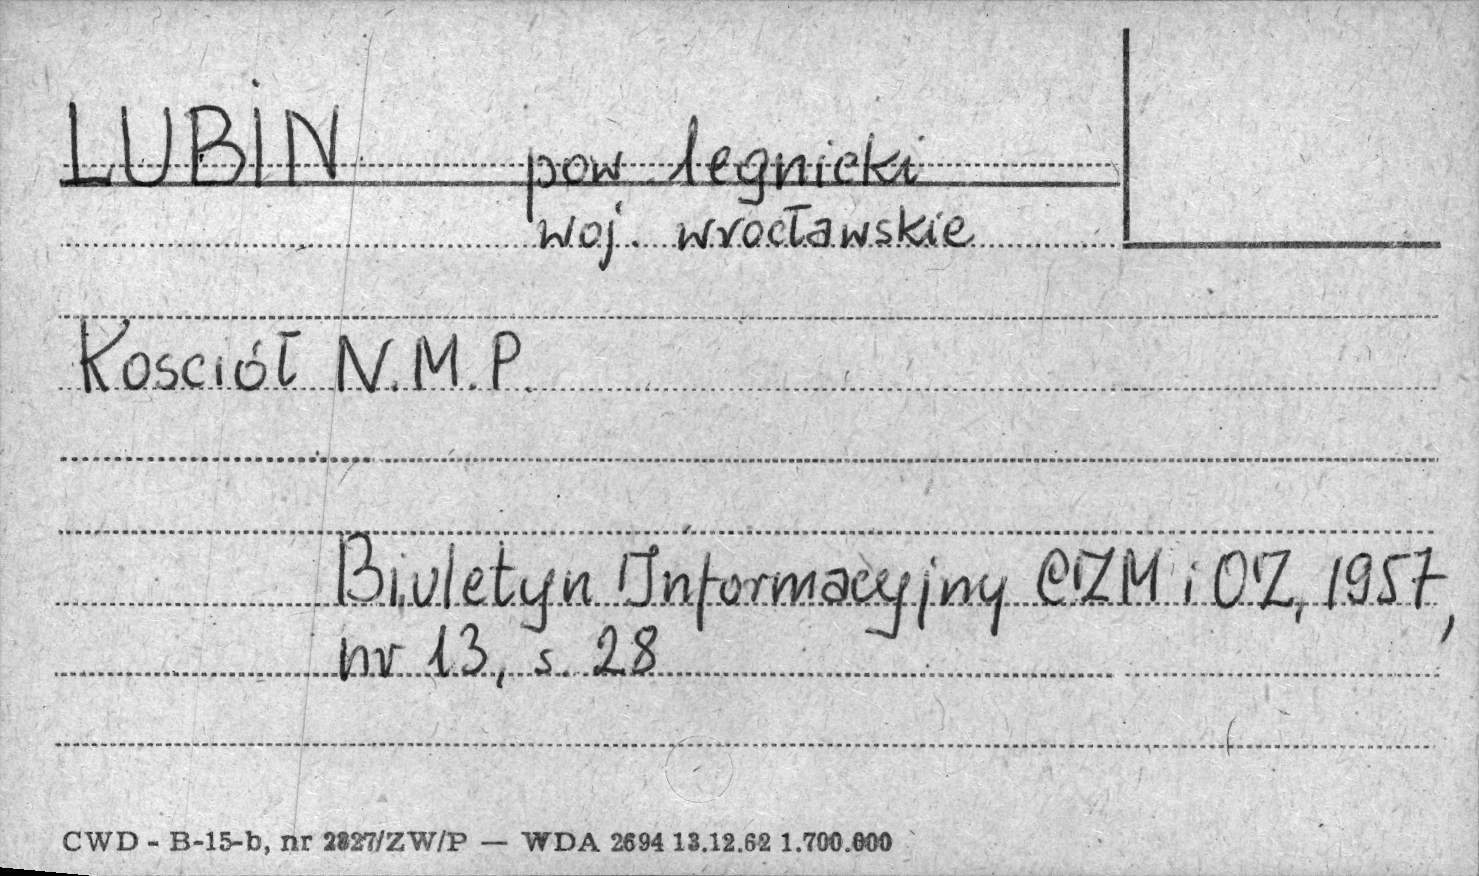 LUBIN pow legnicki
woj. wrocławskie
Kosciół N.M.P.
Biuletyn Informacyjny CZM i OZ, 1957,
nr 13, s. 28
CWD - B-15-b, nr 2827/ZW/P — WDA 2694 13.12.62 1.700.000